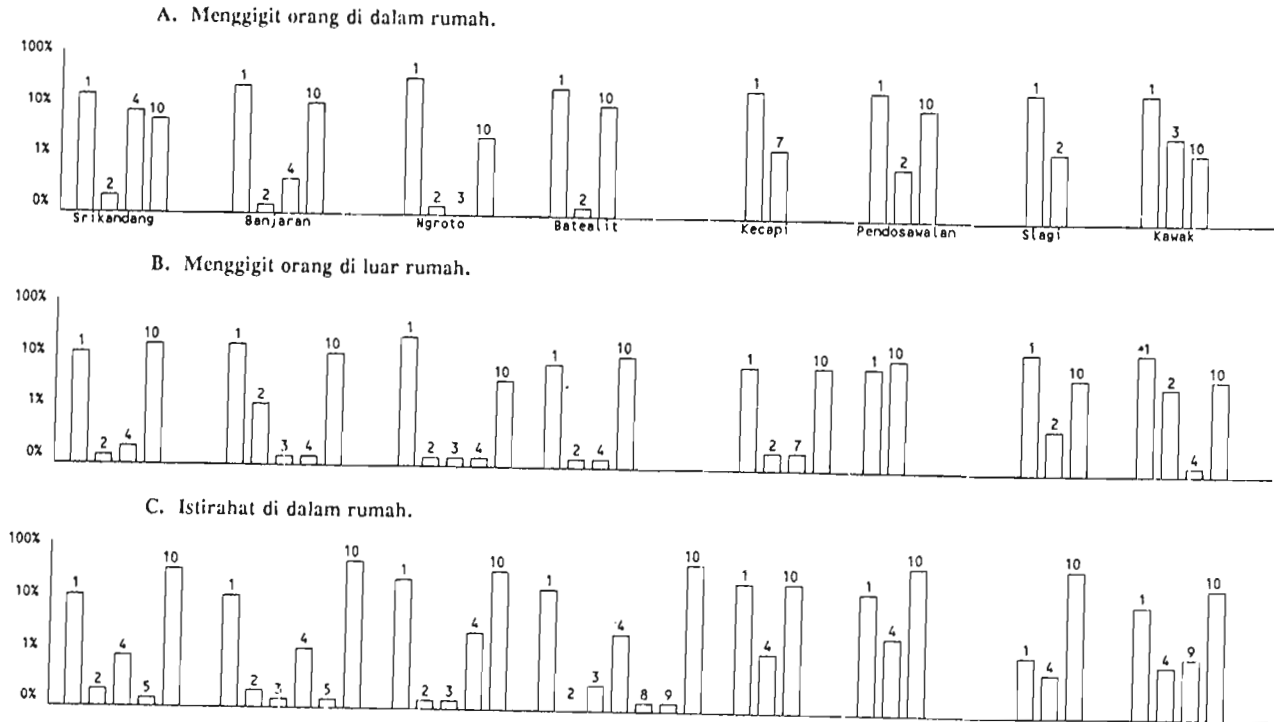 A. Menggigit orang di dalam rumah.
100%
10%
1%
0%
1 2 4 10
1 2 4 10
1 2 3 10
1 2 10
1 7
1 2 10
1 2
1 3 10
Srikandang Banjaran Ngroto Batealit Kecapi Pendosawalan Slagi Kawak
B. Menggigit orang di luar rumah.
100%
10%
1%
0%
1 2 4 10
1 2 3 4 10
1 2 3 4 10
1 2 4 10
1 2 7 10
1 10
1 2 10
1 2 4 10
C. Istirahat di dalam rumah.
100%
10%
1%
0%
1 2 4 5 10
1 2 3 4 5 10
1 2 3 4 10
1 2 3 4 8 9 10
1 4 10
1 4 10
1 4 10
1 4 9 10